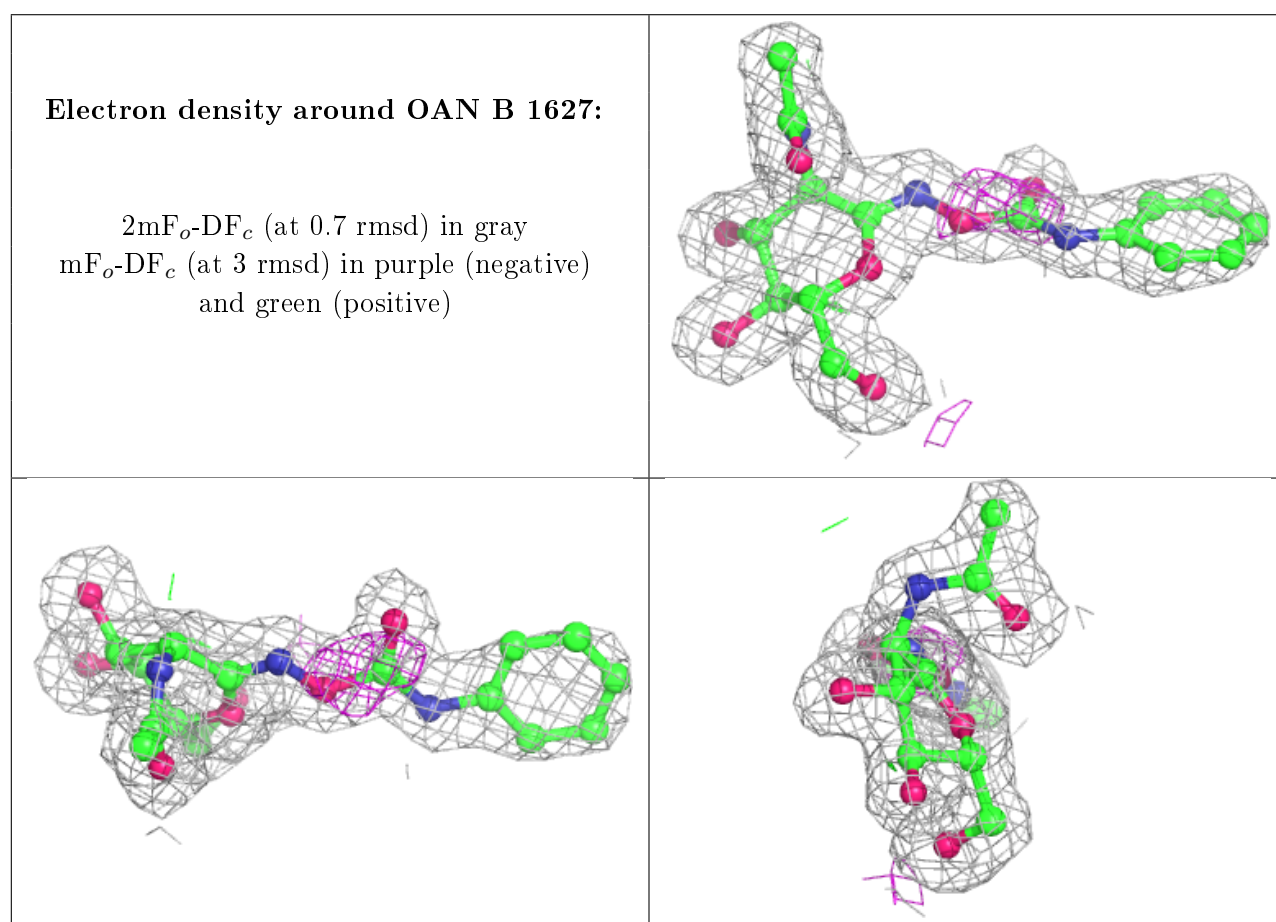 Electron density around OAN B 1627:
2mFo-DFc (at 0.7 rmsd) in gray
mFo-DFc (at 3 rmsd) in purple (negative)
and green (positive)